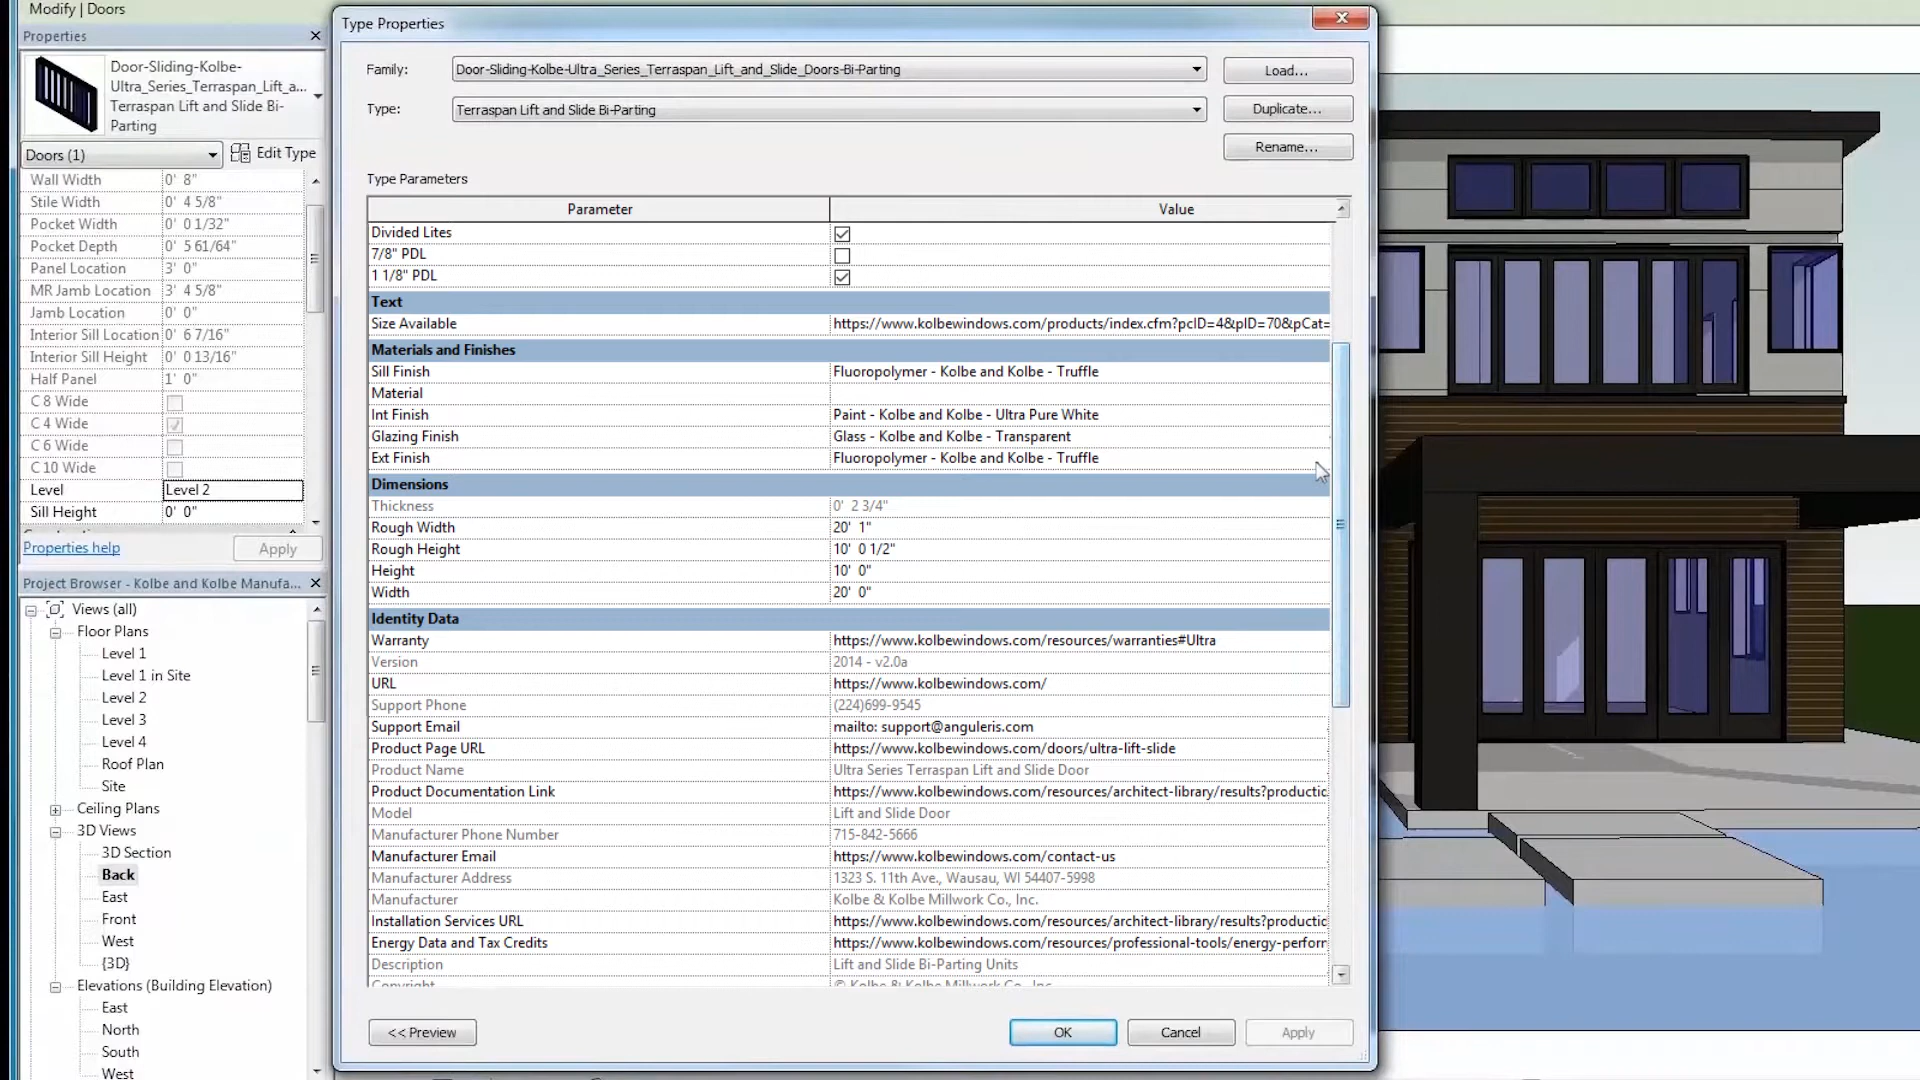 Modify | Doors
Properties
Door-Sliding-Kolbe-
Ultra_Series_Terraspan_Lift_a...
Terraspan Lift and Slide Bi-
Parting
Doors (1)
Edit Type
Wall Width 0' 8"
Stile Width 0' 4 5/8"
Pocket Width 0' 0 1/32"
Pocket Depth 0' 5 61/64"
Panel Location 3' 0"
MR Jamb Location 3' 4 5/8"
Jamb Location 0' 0"
Interior Sill Location 0' 6 7/16"
Interior Sill Height 0' 0 13/16"
Half Panel 1' 0"
C 8 Wide
C 4 Wide
C 6 Wide
C 10 Wide
Level Level 2
Sill Height 0' 0"
Properties help
Apply
Project Browser - Kolbe and Kolbe Manufa...
Views (all)
Floor Plans
Level 1
Level 1 in Site
Level 2
Level 3
Level 4
Roof Plan
Site
Ceiling Plans
3D Views
3D Section
Back
East
Front
West
{3D}
Elevations (Building Elevation)
East
North
South
West
Type Properties
Family: Door-Sliding-Kolbe-Ultra_Series_Terraspan_Lift_and_Slide_Doors-Bi-Parting Load...
Type: Terraspan Lift and Slide Bi-Parting Duplicate...
Rename...
Type Parameters
Parameter Value
Divided Lites
7/8" PDL
1 1/8" PDL
Text
Size Available https://www.kolbewindows.com/products/index.cfm?pcID=4&pID=70&pCat=
Materials and Finishes
Sill Finish Fluoropolymer - Kolbe and Kolbe - Truffle
Material
Int Finish Paint - Kolbe and Kolbe - Ultra Pure White
Glazing Finish Glass - Kolbe and Kolbe - Transparent
Ext Finish Fluoropolymer - Kolbe and Kolbe - Truffle
Dimensions
Thickness 0' 2 3/4"
Rough Width 20' 1"
Rough Height 10' 0 1/2"
Height 10' 0"
Width 20' 0"
Identity Data
Warranty https://www.kolbewindows.com/resources/warranties#Ultra
Version 2014 - v2.0a
URL https://www.kolbewindows.com/
Support Phone (224)699-9545
Support Email mailto: support@anguleris.com
Product Page URL https://www.kolbewindows.com/doors/ultra-lift-slide
Product Name Ultra Series Terraspan Lift and Slide Door
Product Documentation Link https://www.kolbewindows.com/resources/architect-library/results?productic
Model Lift and Slide Door
Manufacturer Phone Number 715-842-5666
Manufacturer Email https://www.kolbewindows.com/contact-us
Manufacturer Address 1323 S. 11th Ave., Wausau, WI 54407-5998
Manufacturer Kolbe & Kolbe Millwork Co., Inc.
Installation Services URL https://www.kolbewindows.com/resources/architect-library/results?productic
Energy Data and Tax Credits https://www.kolbewindows.com/resources/professional-tools/energy-perforr
Description Lift and Slide Bi-Parting Units
Copyright © Kolbe & Kolbe Millwork Co., Inc.
<< Preview OK Cancel Apply